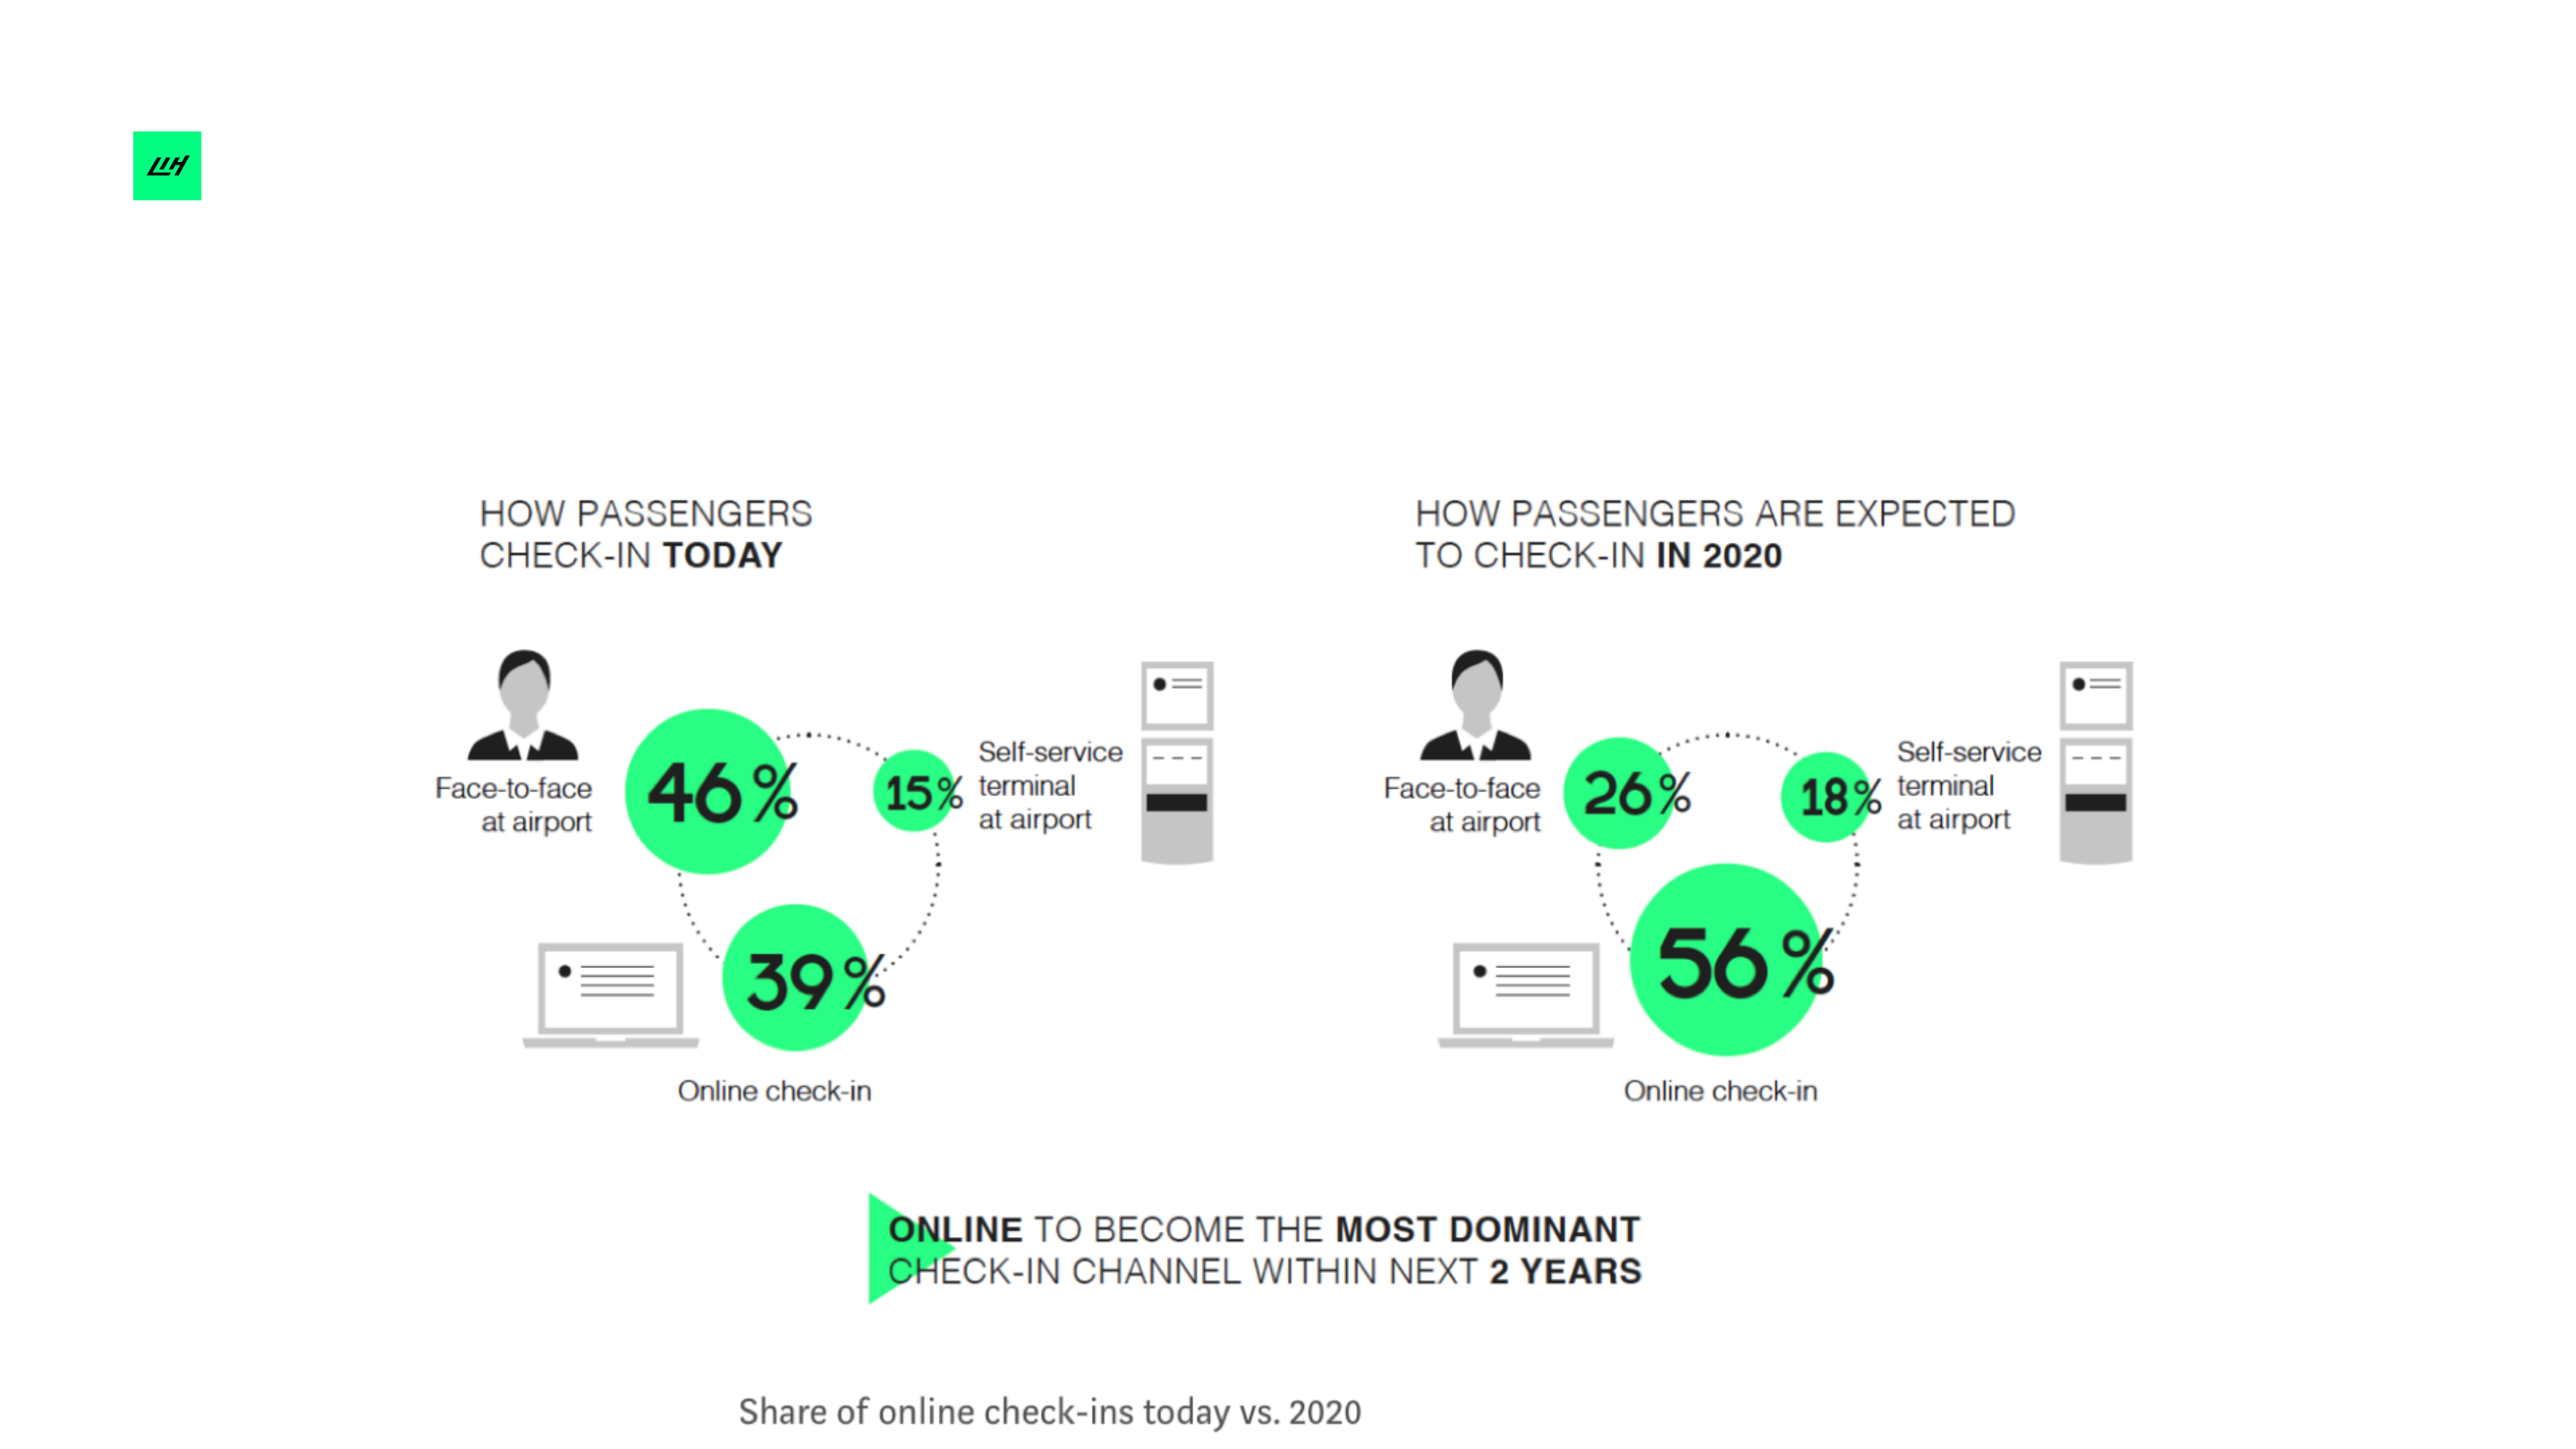 LLH
HOW PASSENGERS
CHECK-IN TODAY
Face-to-face
at airport
46%
15%
Self-service
terminal
at airport
39%
Online check-in
HOW PASSENGERS ARE EXPECTED
TO CHECK-IN IN 2020
Face-to-face
at airport
26%
18%
Self-service
terminal
at airport
56%
Online check-in
ONLINE TO BECOME THE MOST DOMINANT
CHECK-IN CHANNEL WITHIN NEXT 2 YEARS
Share of online check-ins today vs. 2020